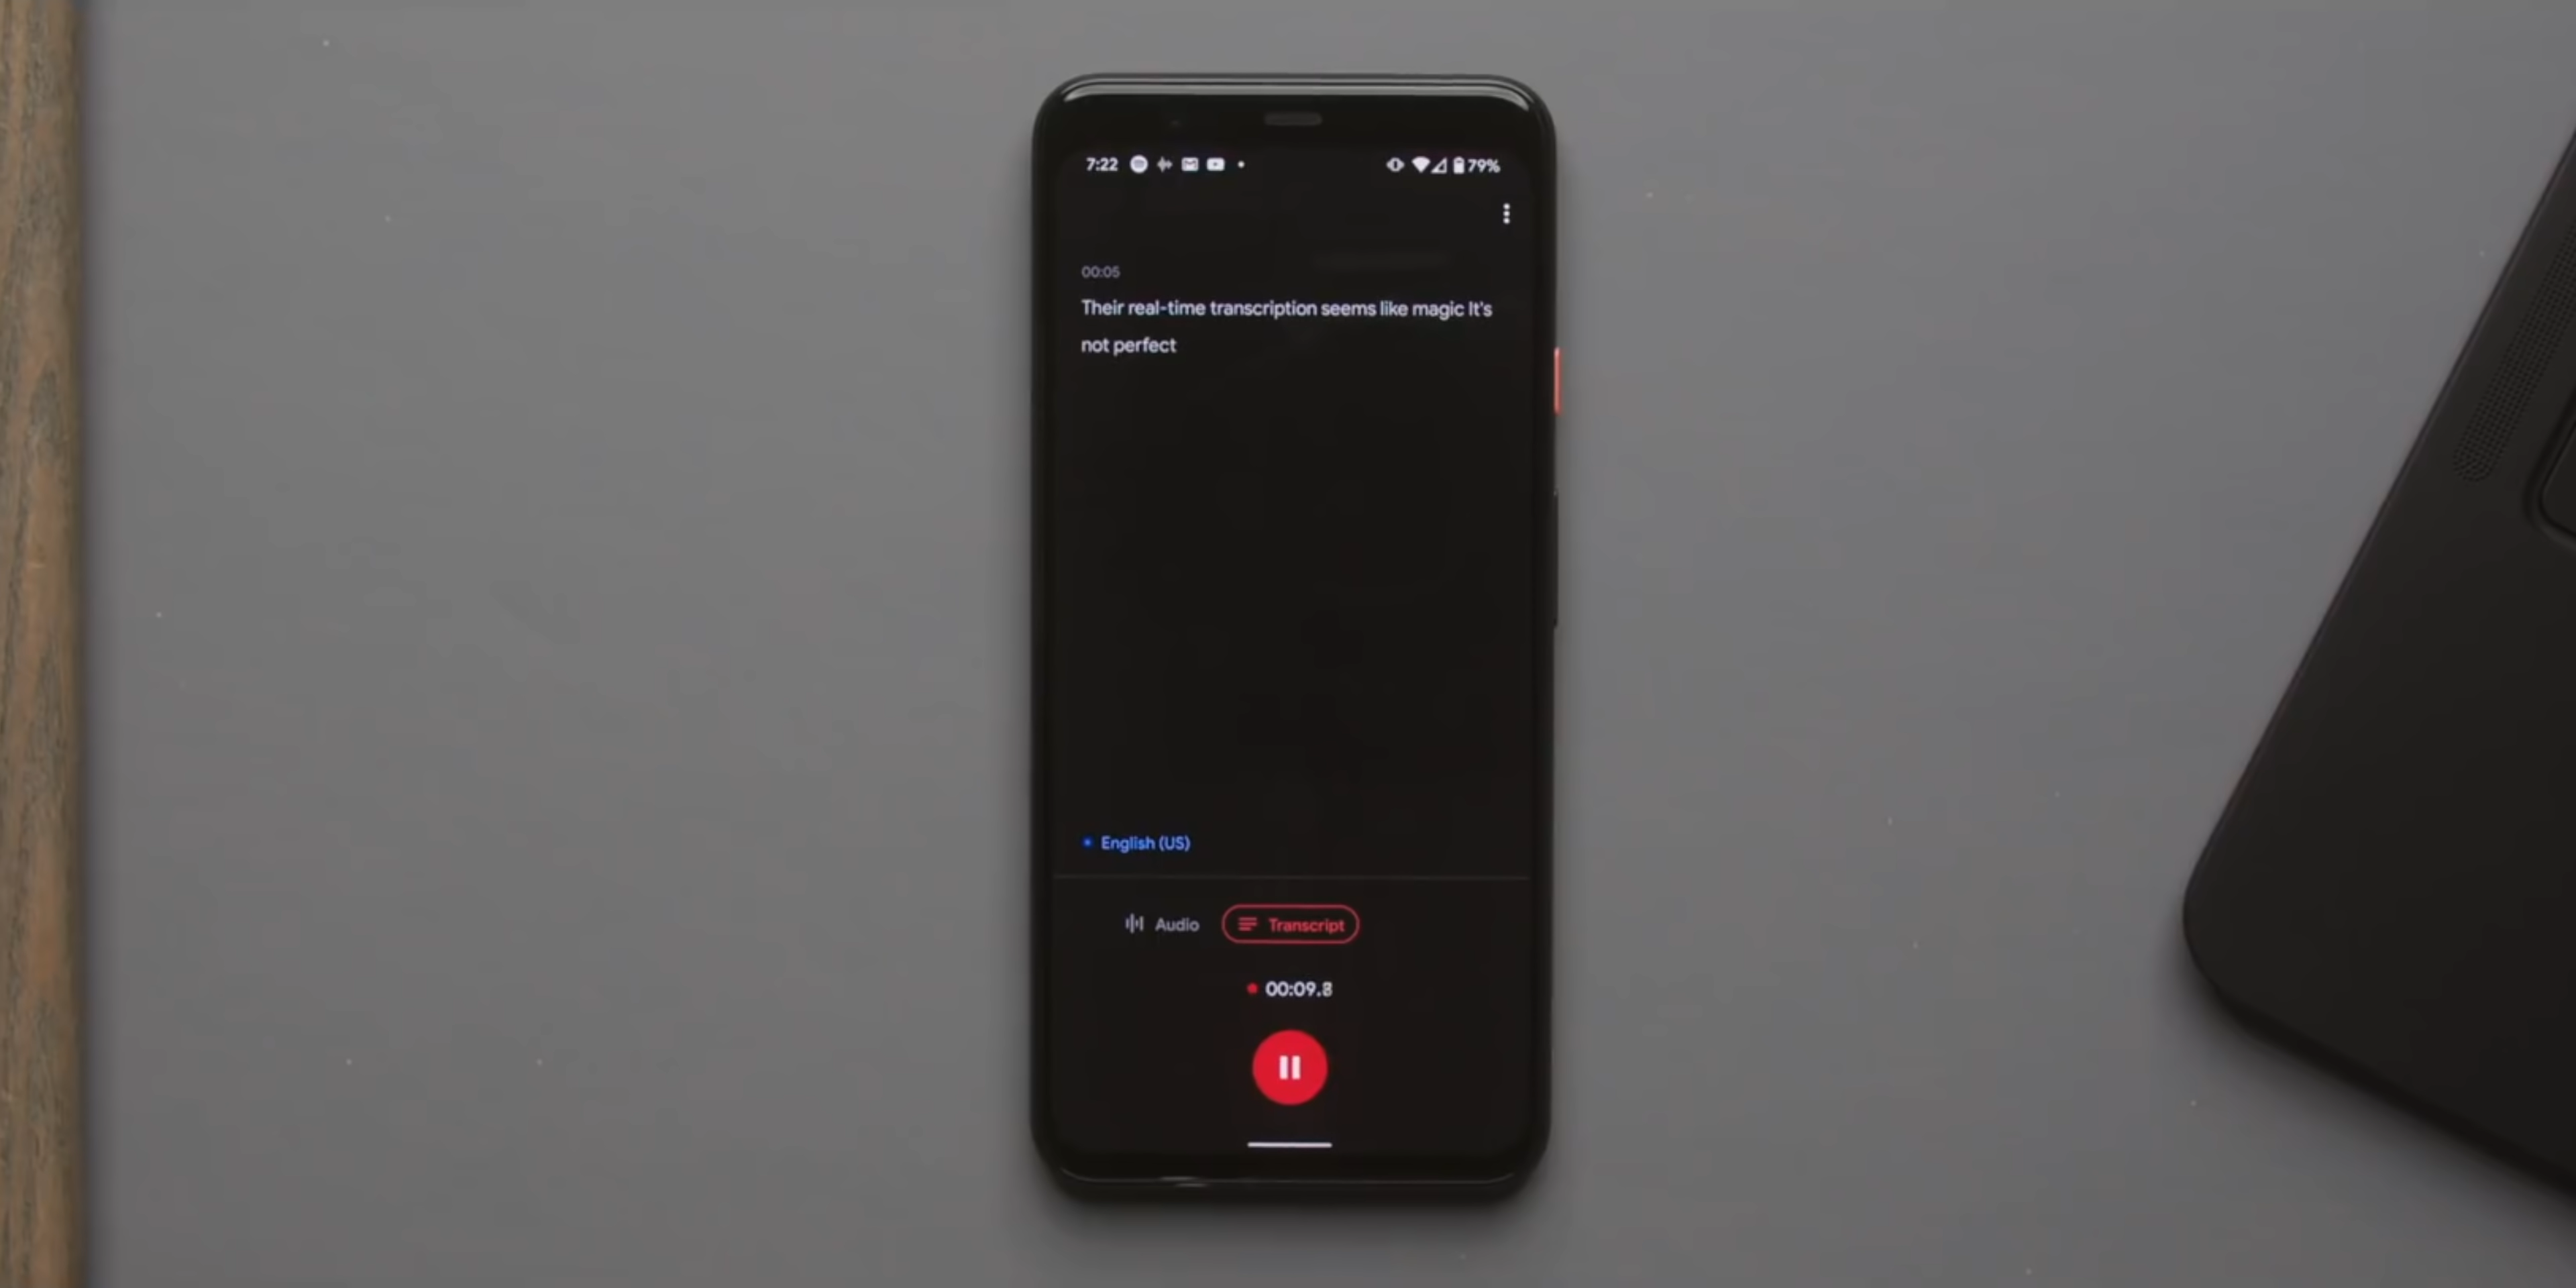 7:22
79%
00:05
Their real-time transcription seems like magic It's
not perfect
English (US)
Audio
Transcript
00:09.8